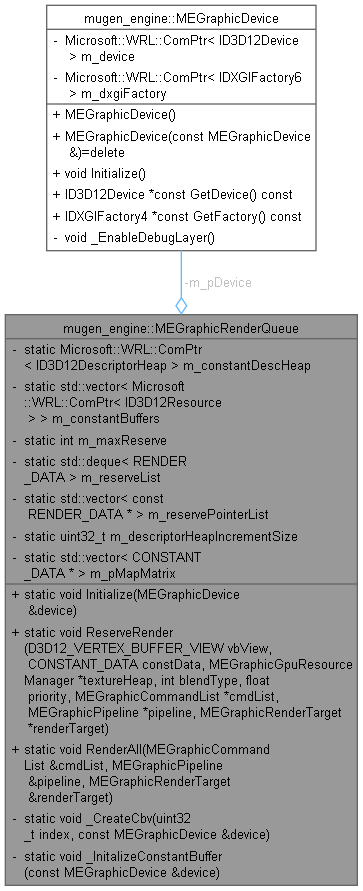 mugen_engine::MEGraphicDevice
- Microsoft::WRL::ComPtr< ID3D12Device
> m_device
- Microsoft::WRL::ComPtr< IDXGIFactory6
> m_dxgiFactory
+ MEGraphicDevice()
+ MEGraphicDevice(const MEGraphicDevice
&)=delete
+ void Initialize()
+ ID3D12Device *const GetDevice() const
+ IDXGIFactory4 *const GetFactory() const
- void _EnableDebugLayer()
-m_pDevice
mugen_engine::MEGraphicRenderQueue
- static Microsoft::WRL::ComPtr
< ID3D12DescriptorHeap > m_constantDescHeap
- static std::vector< Microsoft
::WRL::ComPtr< ID3D12Resource
> > m_constantBuffers
- static int m_maxReserve
- static std::deque< RENDER
_DATA > m_reserveList
- static std::vector< const
RENDER_DATA * > m_reservePointerList
- static uint32_t m_descriptorHeapIncrementSize
- static std::vector< CONSTANT
_DATA * > m_pMapMatrix
+ static void Initialize(MEGraphicDevice
&device)
+ static void ReserveRender
(D3D12_VERTEX_BUFFER_VIEW vbView,
CONSTANT_DATA constData, MEGraphicGpuResource
Manager *textureHeap, int blendType, float
priority, MEGraphicCommandList *cmdList,
MEGraphicPipeline *pipeline, MEGraphicRenderTarget
*renderTarget)
+ static void RenderAll(MEGraphicCommand
List &cmdList, MEGraphicPipeline
&pipeline, MEGraphicRenderTarget
&renderTarget)
- static void _CreateCbv(uint32
_t index, const MEGraphicDevice &device)
- static void _InitalizeConstantBuffer
(const MEGraphicDevice &device)